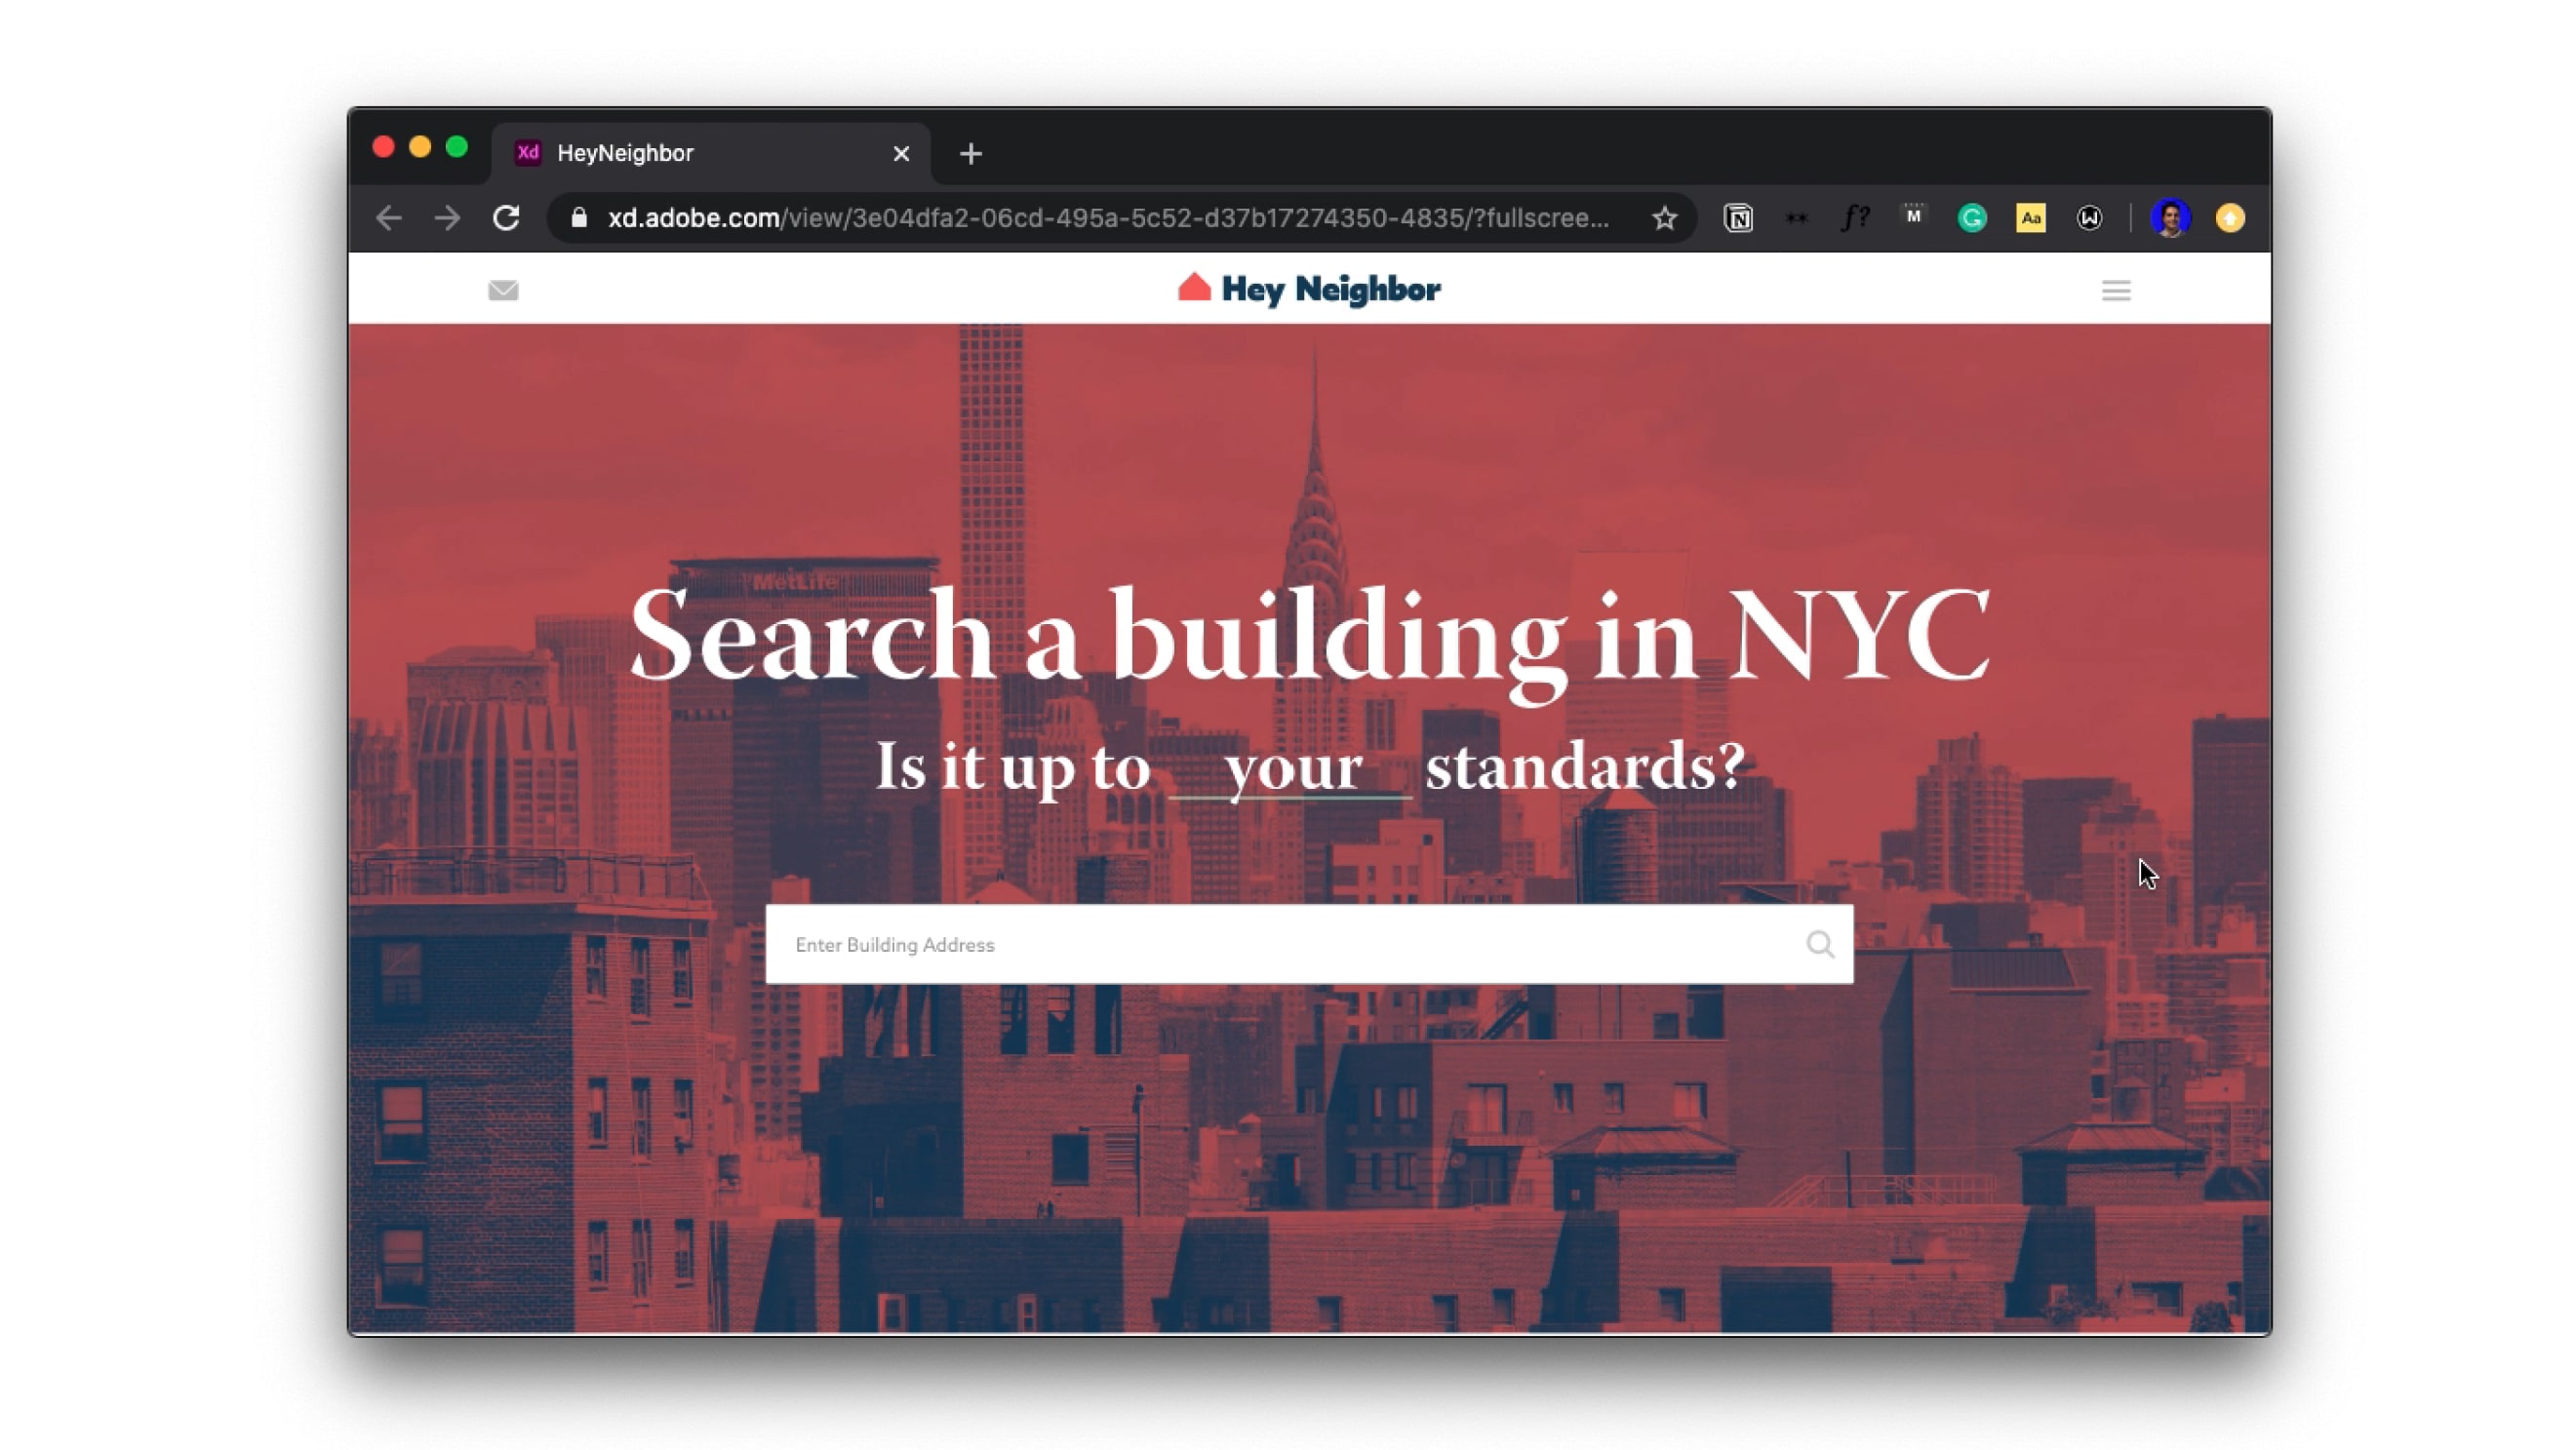 Xd HeyNeighbor
xd.adobe.com/view/3e04dfa2-06cd-495a-5c52-d37b17274350-4835/?fullscree...
N ** f? M G Aa W
Hey Neighbor
MetLife
Search a building in NYC
Is it up to your standards?
Enter Building Address